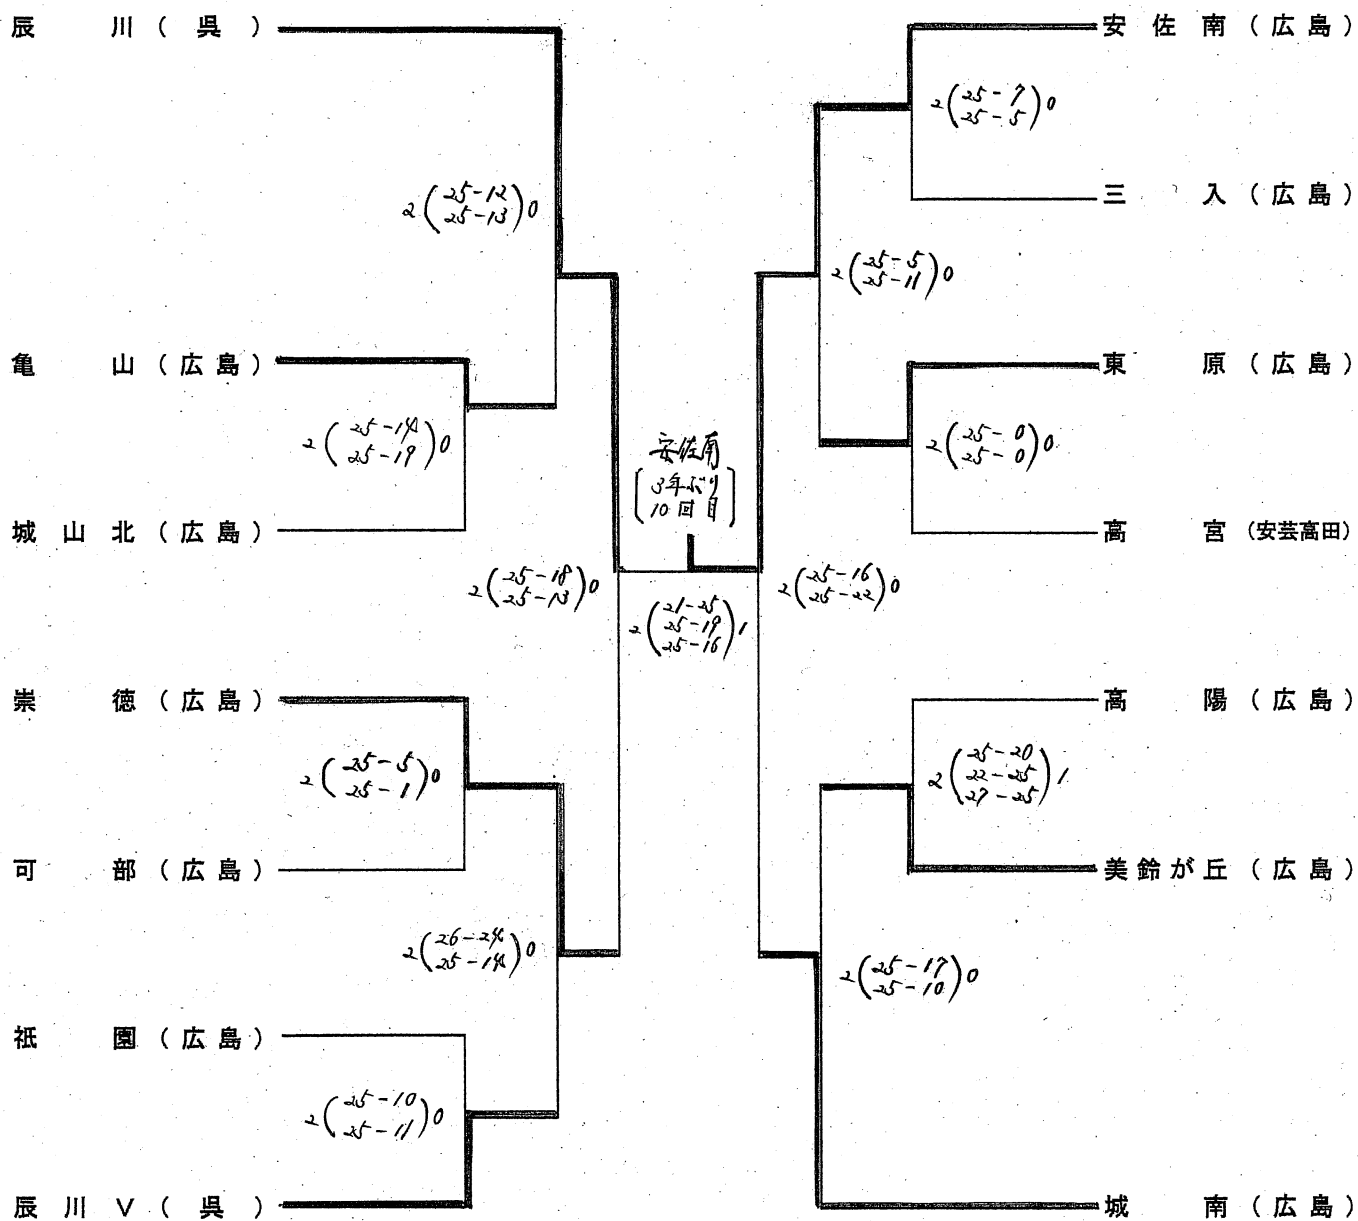 辰川(呉)
2(25-12 25-13)0
亀山(広島)
2(25-14 25-19)0
城山北(広島)
2(25-18 25-13)0
崇徳(広島)
2(25-5 25-1)0
可部(広島)
2(26-24 25-14)0
祇園(広島)
2(25-10 25-11)0
辰川V(呉)
安佐南
[3年ぶり
10回目]
2(21-25 25-19 25-16)1
安佐南(広島)
2(25-7 25-5)0
三入(広島)
2(25-5 25-11)0
東原(広島)
2(25-0 25-0)0
高宮(安芸高田)
2(25-16 25-22)0
高陽(広島)
2(25-20 22-25 27-25)1
美鈴が丘(広島)
2(25-17 25-10)0
城南(広島)